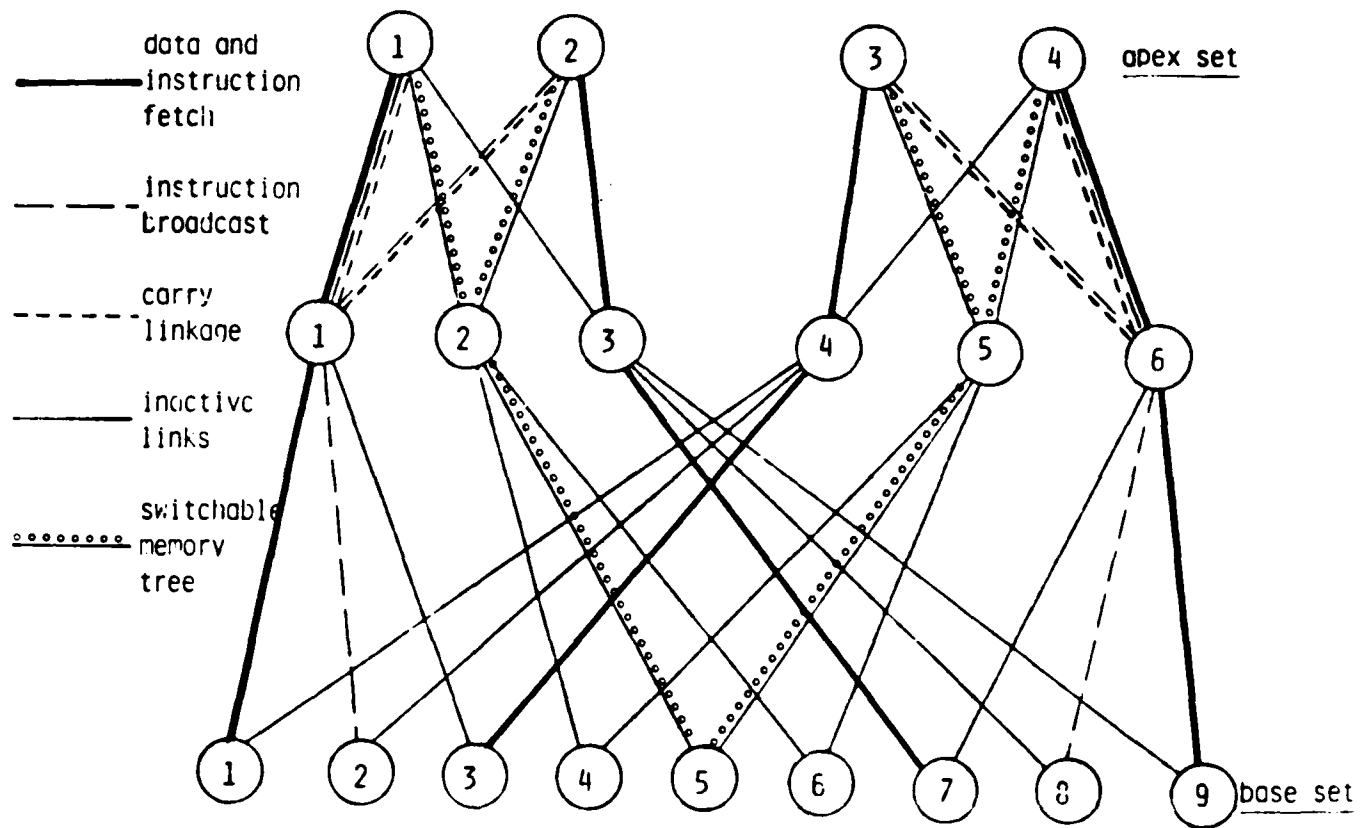 data and
instruction
fetch
instruction
broadcast
carry
linkage
inactive
links
switchable
memory
tree
1
2
3
4
apex set
1
2
3
4
5
6
1
2
3
4
5
6
7
8
9
base set